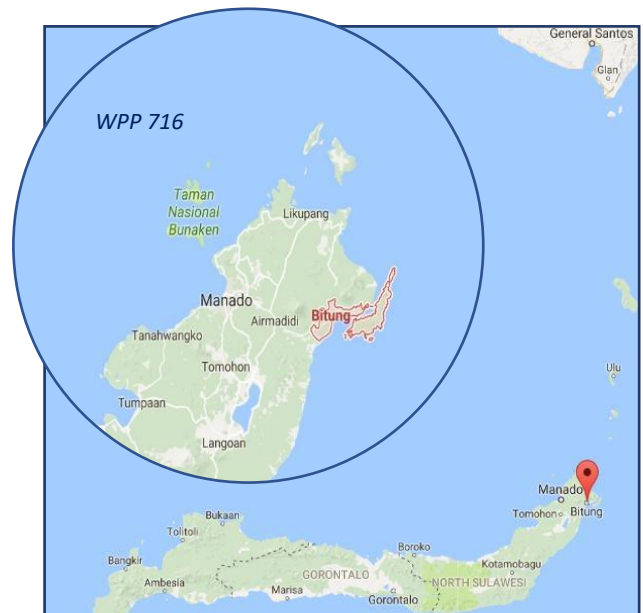 General Santos
Glan
WPP 716
Taman
Nasional
Bunaken
Likupang
Manado
Bitung
Airmadidi
Tanahwangko
Tomohon
Tumpaan
Langoan
Ulu
Manado
Tomohon
Bitung
Bukaan
Tolitoli
Boroko
Bangkir
Kotamobagu
Ambesia
GORONTALO
Marisa
NORTH SULAWESI
Gorontalo